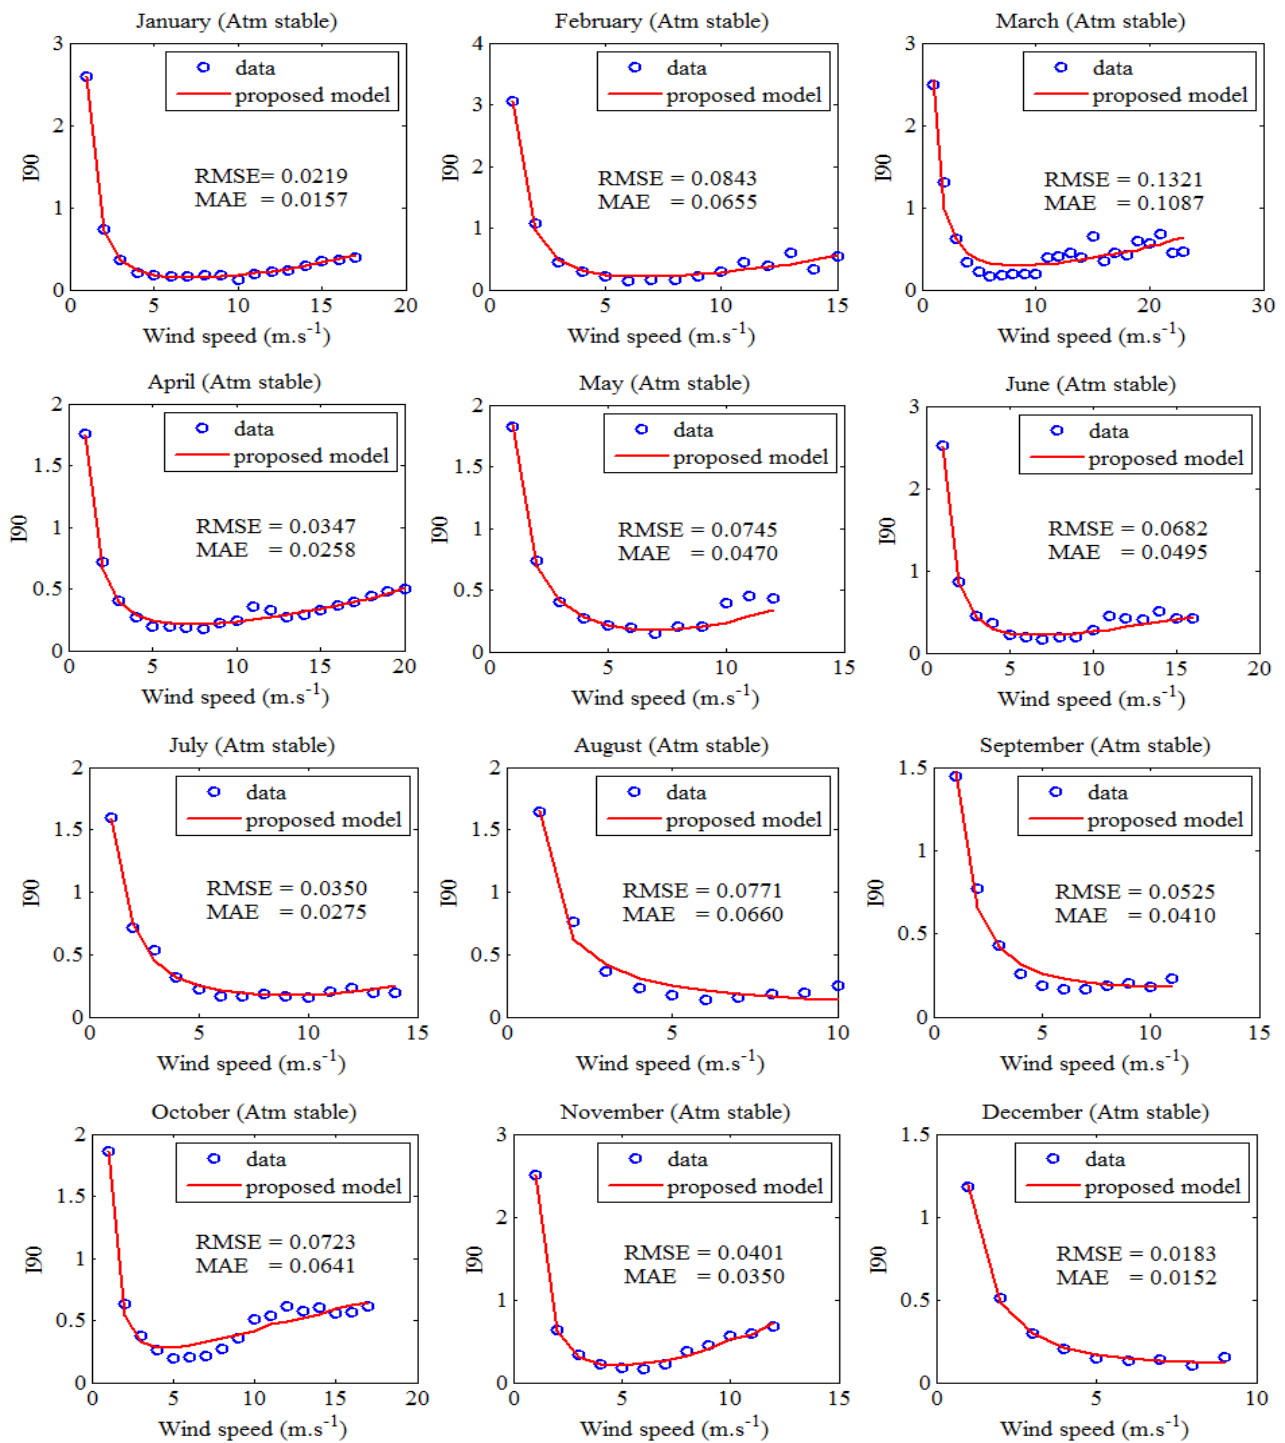 January (Atm stable)
3
2
1
0
0
5
10
15
20
I90
Wind speed (m.s⁻¹)
data
proposed model
RMSE= 0.0219
MAE = 0.0157
February (Atm stable)
4
3
2
1
0
0
5
10
15
I90
Wind speed (m.s⁻¹)
data
proposed model
RMSE = 0.0843
MAE = 0.0655
March (Atm stable)
3
2
1
0
0
10
20
30
I90
Wind speed (m.s⁻¹)
data
proposed model
RMSE = 0.1321
MAE = 0.1087
April (Atm stable)
2
1.5
1
0.5
0
0
5
10
15
20
I90
Wind speed (m.s⁻¹)
data
proposed model
RMSE = 0.0347
MAE = 0.0258
May (Atm stable)
2
1.5
1
0.5
0
0
5
10
15
I90
Wind speed (m.s⁻¹)
data
proposed model
RMSE = 0.0745
MAE = 0.0470
June (Atm stable)
3
2
1
0
0
5
10
15
20
I90
Wind speed (m.s⁻¹)
data
proposed model
RMSE = 0.0682
MAE = 0.0495
July (Atm stable)
2
1.5
1
0.5
0
0
5
10
15
I90
Wind speed (m.s⁻¹)
data
proposed model
RMSE = 0.0350
MAE = 0.0275
August (Atm stable)
2
1.5
1
0.5
0
0
5
10
I90
Wind speed (m.s⁻¹)
data
proposed model
RMSE = 0.0771
MAE = 0.0660
September (Atm stable)
1.5
1
0.5
0
0
5
10
15
I90
Wind speed (m.s⁻¹)
data
proposed model
RMSE = 0.0525
MAE = 0.0410
October (Atm stable)
2
1.5
1
0.5
0
0
5
10
15
20
I90
Wind speed (m.s⁻¹)
data
proposed model
RMSE = 0.0723
MAE = 0.0641
November (Atm stable)
3
2
1
0
0
5
10
15
I90
Wind speed (m.s⁻¹)
data
proposed model
RMSE = 0.0401
MAE = 0.0350
December (Atm stable)
1.5
1
0.5
0
0
5
10
I90
Wind speed (m.s⁻¹)
data
proposed model
RMSE = 0.0183
MAE = 0.0152